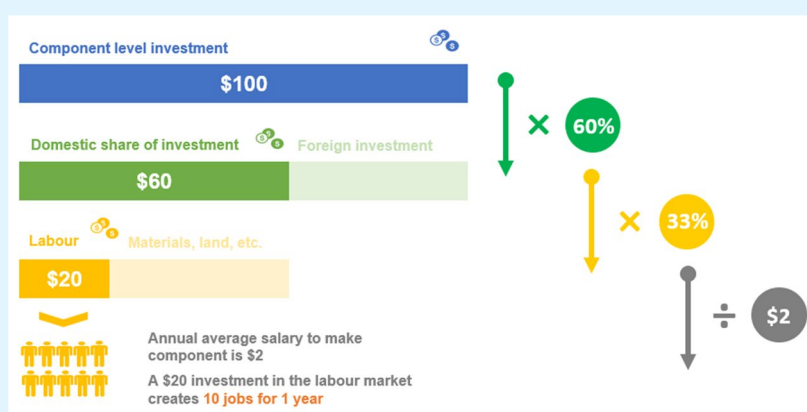 Component level investment
$100
60%
Domestic share of investment
Foreign investment
$60
33%
Labour
Materials, land, etc.
$20
$2
Annual average salary to make
component is $2
A $20 investment in the labour market
creates 10 jobs for 1 year